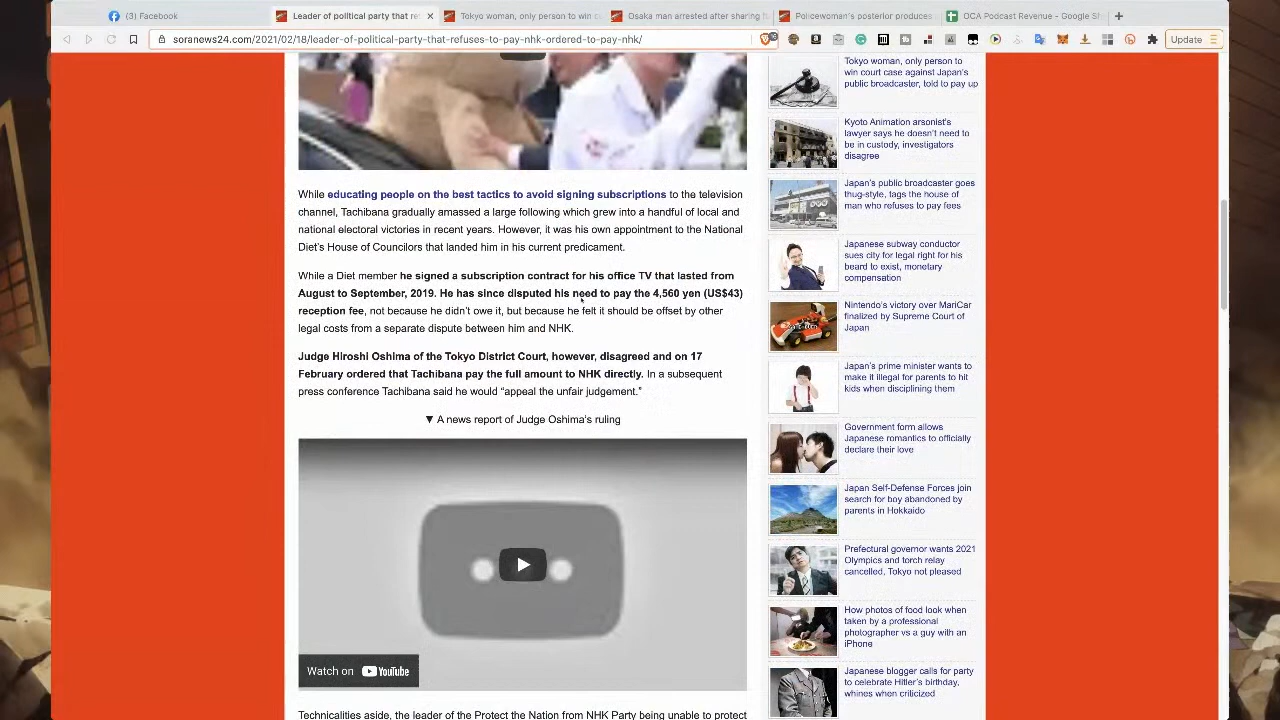 (3) Facebook
Leader of political party that re
Tokyo woman, only person to win c
Osaka man arrested after sharing f
Policewoman's posterior produces
OCA Podcast Revenue - Google Sh
soranews24.com/2021/02/18/leader-of-political-party-that-refuses-to-pay-nhk-ordered-to-pay-nhk/
Update
While educating people on the best tactics to avoid signing subscriptions to the television
channel, Tachibana gradually amassed a large following which grew into a handful of local and
national electoral victories in recent years. However, it was his own appointment to the National
Diet's House of Councilors that landed him in his current predicament.
While a Diet member he signed a subscription contract for his office TV that lasted from
August to September, 2019. He has since denied the need to pay the 4,560 yen (US$43)
reception fee, not because he didn't owe it, but because he felt it should be offset by other
legal costs from a separate dispute between him and NHK.
Judge Hiroshi Oshima of the Tokyo District Court, however, disagreed and on 17
February ordered that Tachibana pay the full amount to NHK directly. In a subsequent
press conference Tachibana said he would “appeal the unfair judgement.”
▼ A news report of Judge Oshima's ruling
Watch on YouTube
Technicalities aside, the leader of the Protect our Nation from NHK Party being unable to protect
Tokyo woman, only person to
win court case against Japan's
public broadcaster, told to pay up
Kyoto Animation arsonist's
lawyer says he doesn't need to
be in custody, investigators
disagree
Japan's public broadcaster goes
thug-style, tags the house of
man who refuses to pay fees
Japanese subway conductor
sues city for legal right for his
beard to exist, monetary
compensation
Nintendo's victory over MariCar
finalized by Supreme Court of
Japan
Japan's prime minister wants to
make it illegal for parents to hit
kids when disciplining them
Government form allows
Japanese romantics to officially
declare their love
Japan Self-Defense Forces join
search for boy abandoned by
parents in Hokkaido
Prefectural governor wants 2021
Olympics and torch relay
cancelled, Tokyo not pleased
How photos of food look when
taken by a professional
photographer vs a guy with an
iPhone
Japanese blogger calls for party
to celebrate Hitler's birthday,
whines when criticized